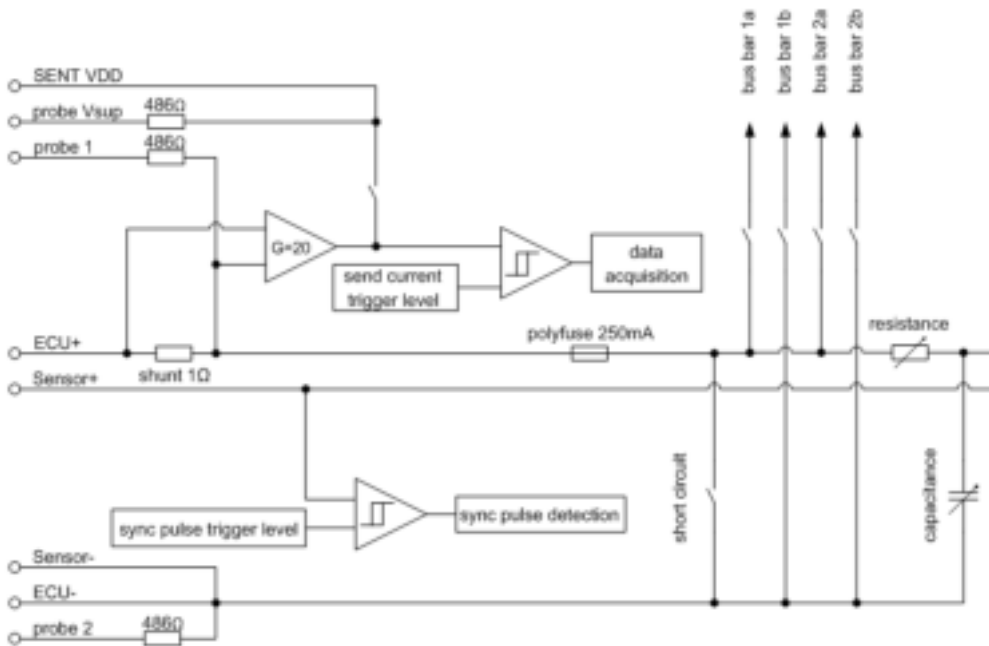 bus bar 1a
bus bar 1b
bus bar 2a
bus bar 2b
SENT VDD
probe Vsup
486Ω
probe 1
486Ω
G=20
send current
trigger level
data
acquisition
ECU+
shunt 1Ω
polyfuse 250mA
resistance
Sensor+
short circuit
capacitance
sync pulse trigger level
sync pulse detection
Sensor-
ECU-
probe 2
486Ω